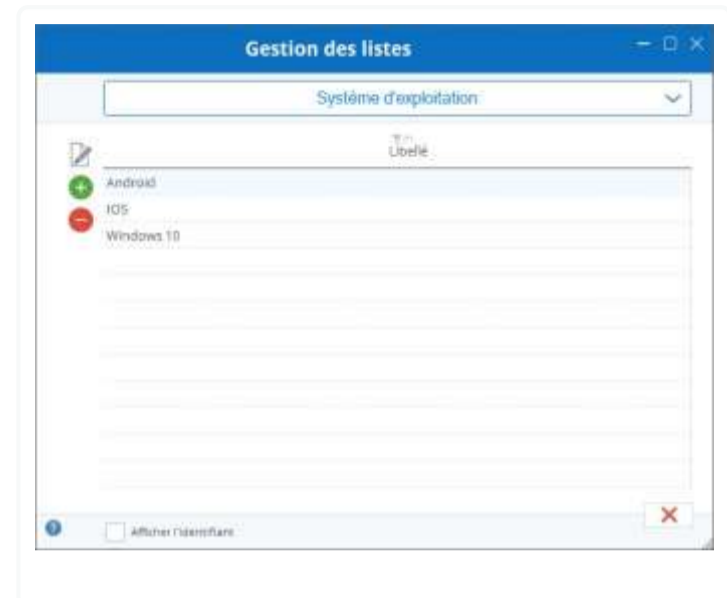 Gestion des listes
Système d'exploitation
Libellé
Android
IOS
Windows 10
Afficher l'identifiant